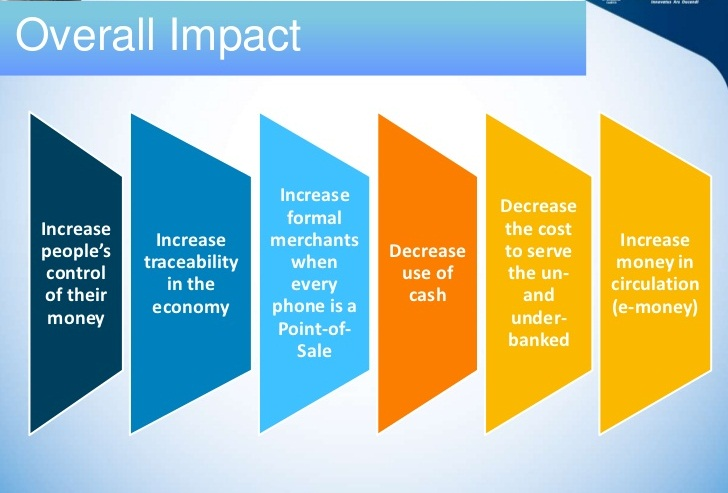 Overall Impact
Increase
people's
control
of their
money
Increase
traceability
in the
economy
Increase
formal
merchants
when
every
phone is a
Point-of-
Sale
Decrease
use of
cash
Decrease
the cost
to serve
the un-
and
under-
banked
Increase
money in
circulation
(e-money)